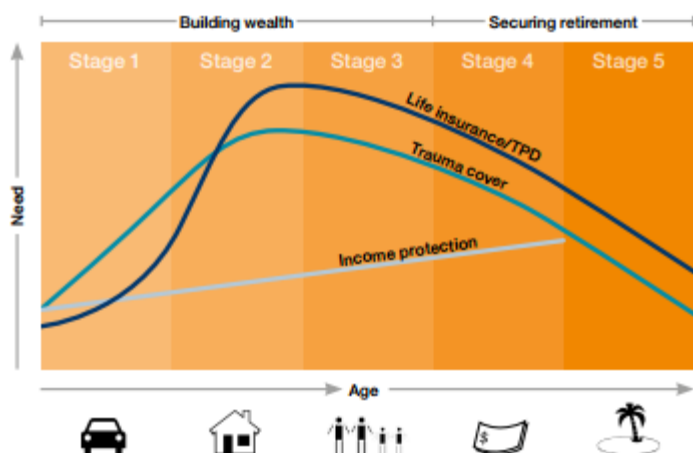 Building wealth
Securing retirement
Stage 1
Stage 2
Stage 3
Stage 4
Stage 5
Need
Life insurance/TPD
Trauma cover
Income protection
Age
$